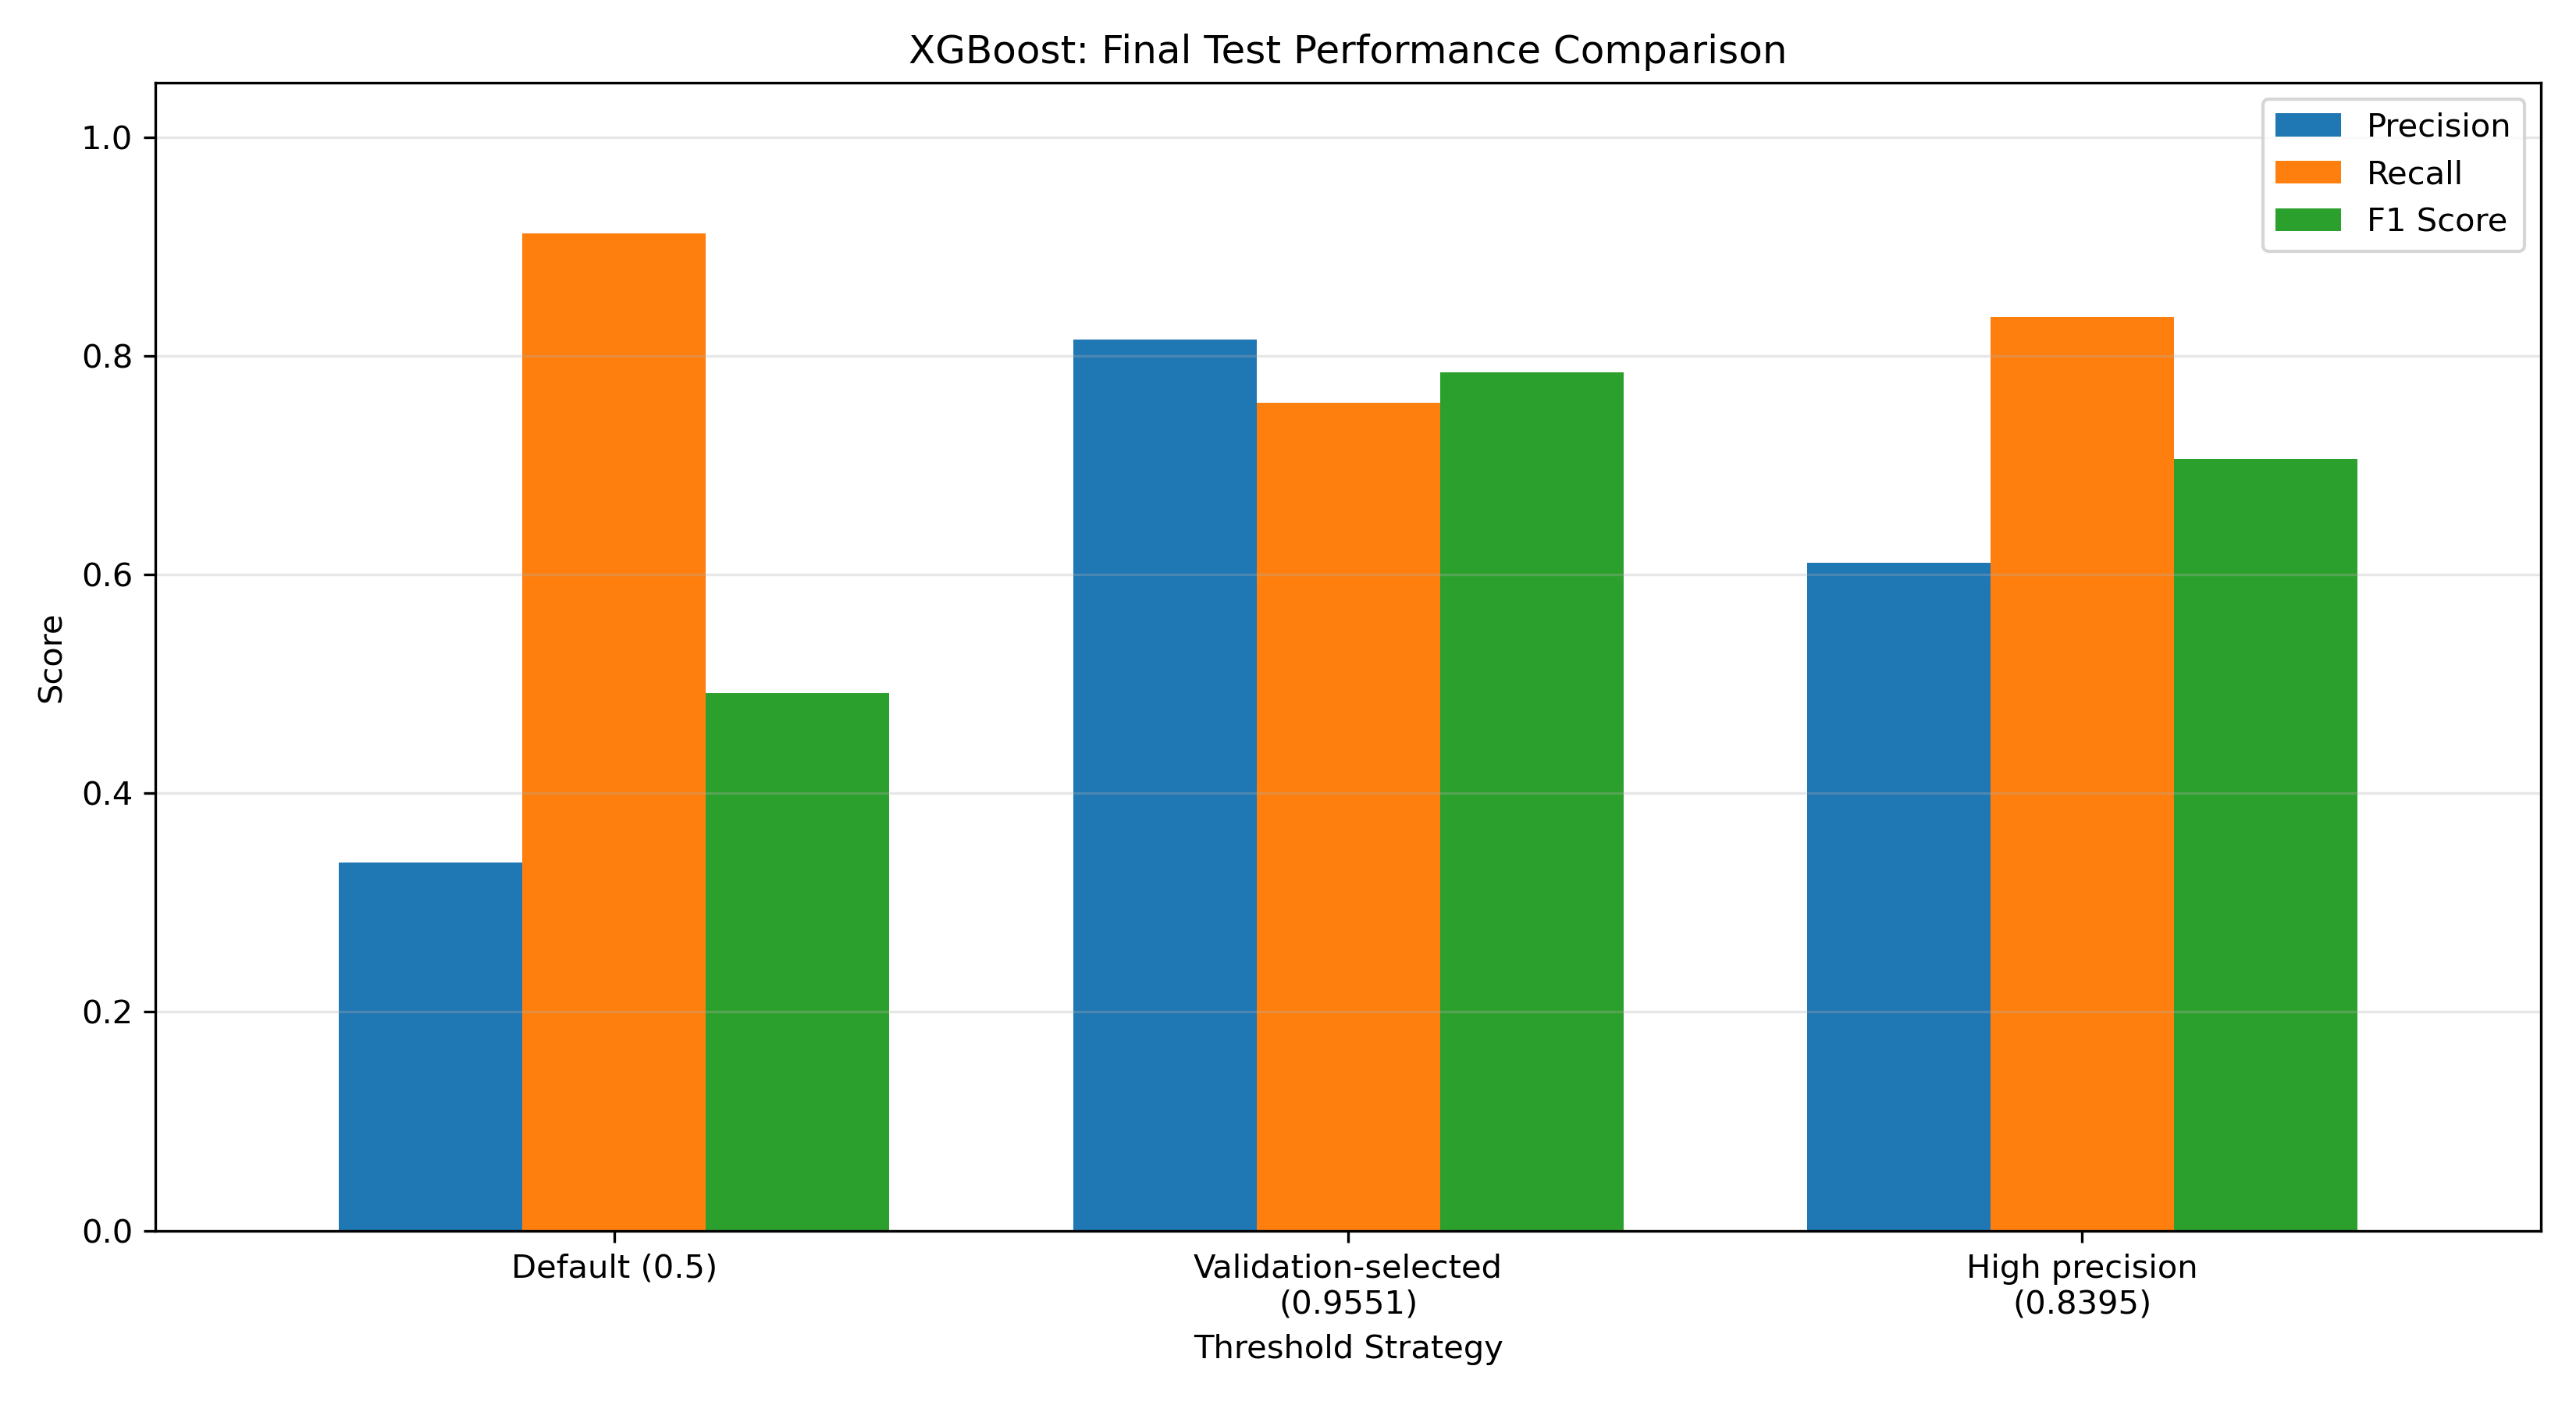 XGBoost: Final Test Performance Comparison
Precision
Recall
F1 Score
1.0
0.8
0.6
0.4
0.2
0.0
Score
Default (0.5)
Validation-selected
(0.9551)
High precision
(0.8395)
Threshold Strategy